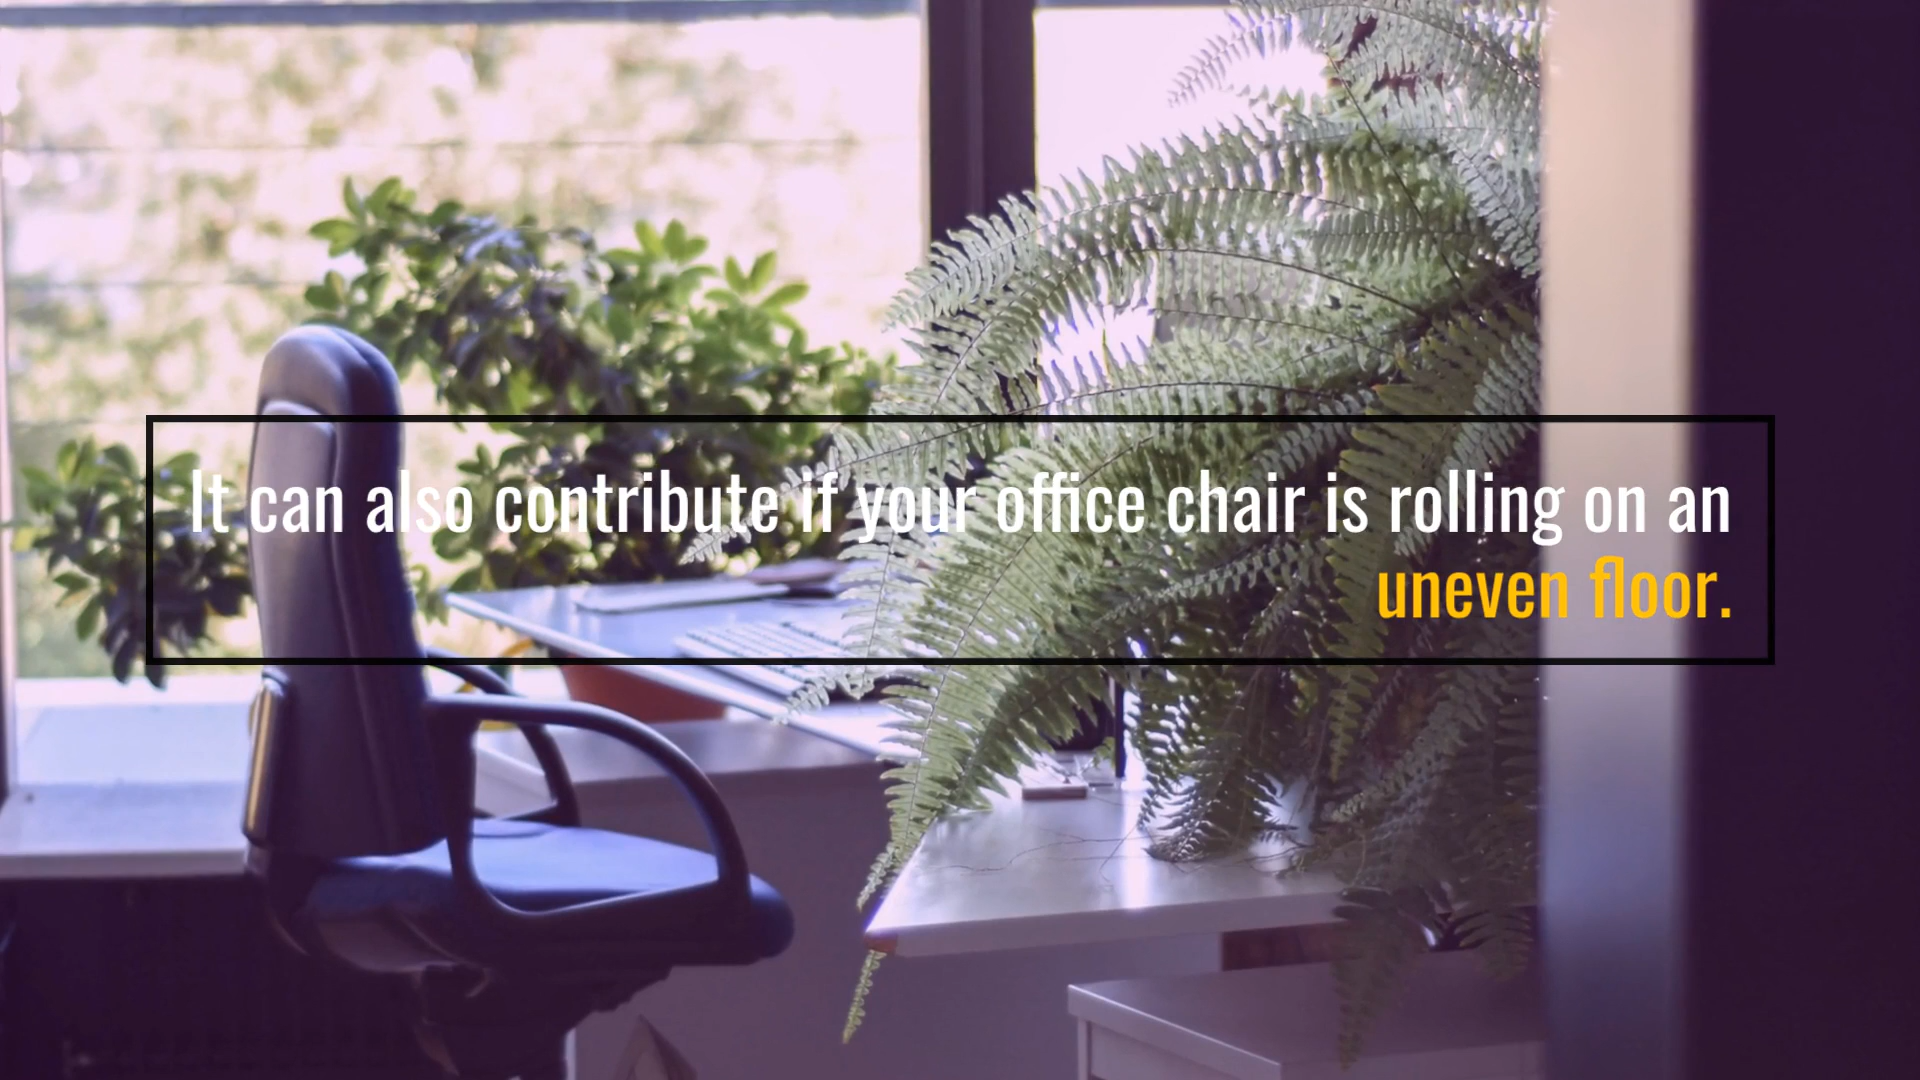 It can also contribute if your office chair is rolling on an
uneven floor.